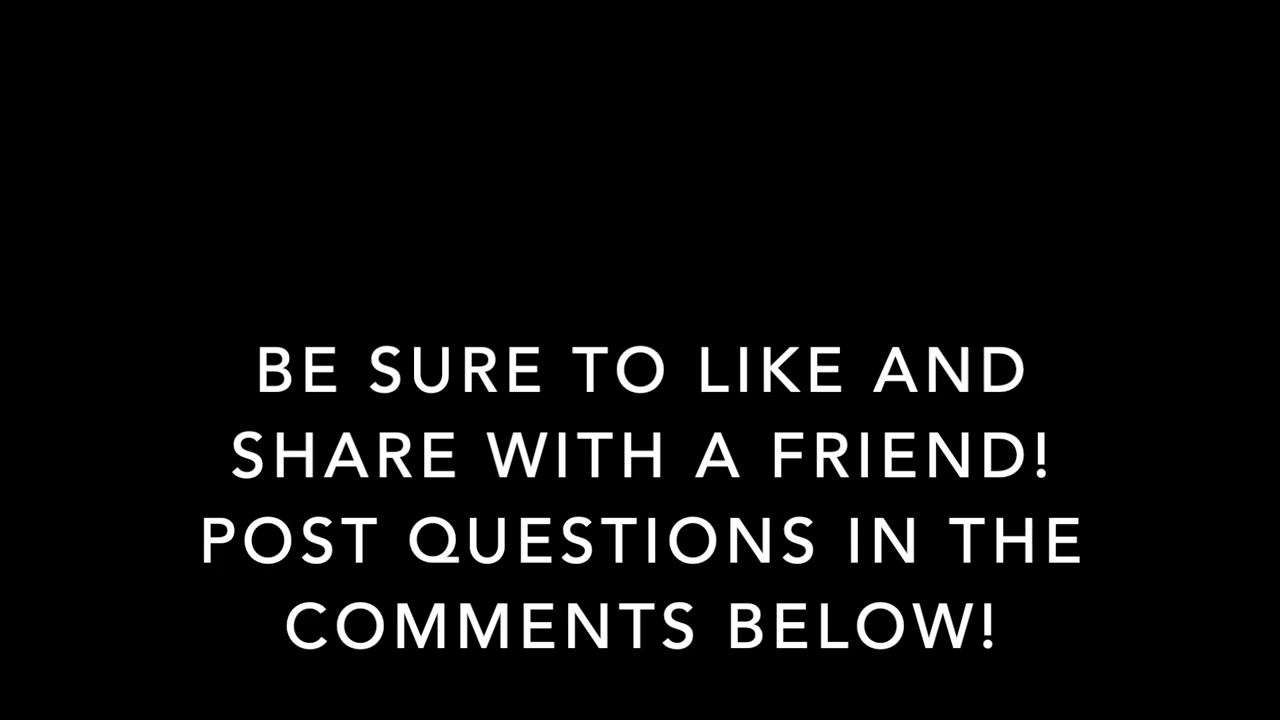 BE SURE TO LIKE AND
SHARE WITH A FRIEND!
POST QUESTIONS IN THE
COMMENTS BELOW!